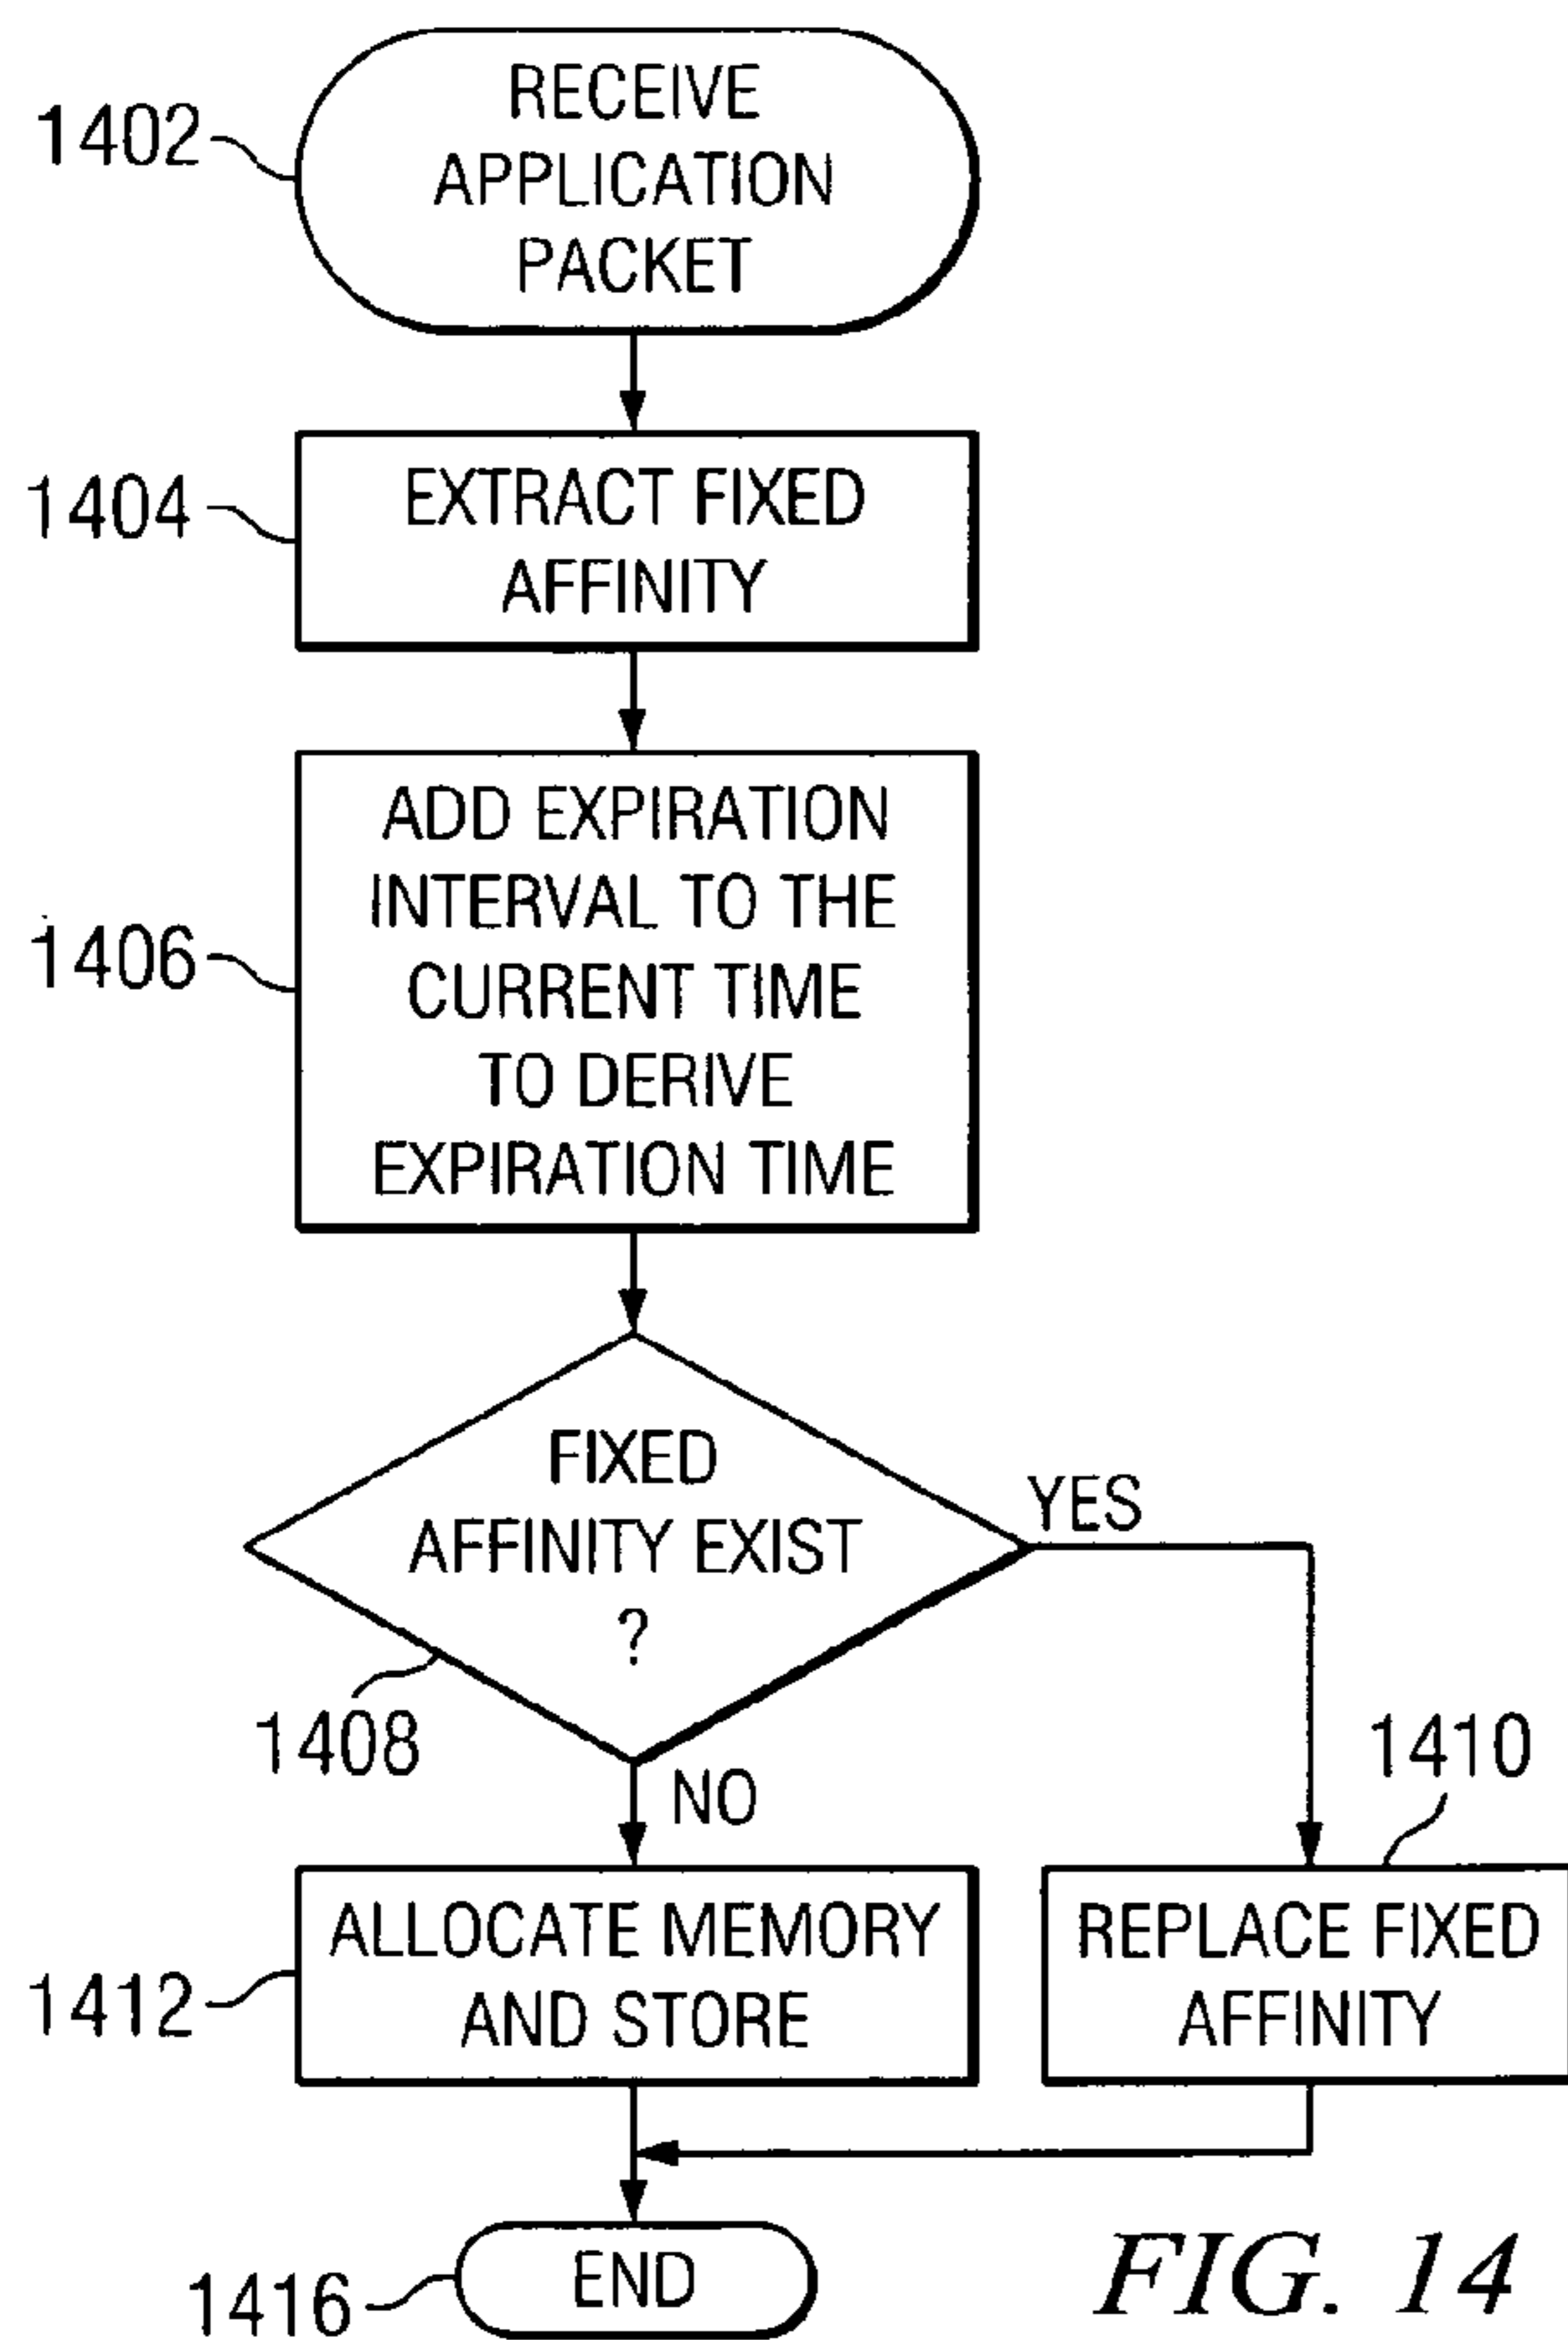 1402
RECEIVE
APPLICATION
PACKET
1404
EXTRACT FIXED
AFFINITY
1406
ADD EXPIRATION
INTERVAL TO THE
CURRENT TIME
TO DERIVE
EXPIRATION TIME
FIXED
AFFINITY EXIST
?
YES
1408
NO
1410
1412
ALLOCATE MEMORY
AND STORE
REPLACE FIXED
AFFINITY
1416
END
FIG. 14